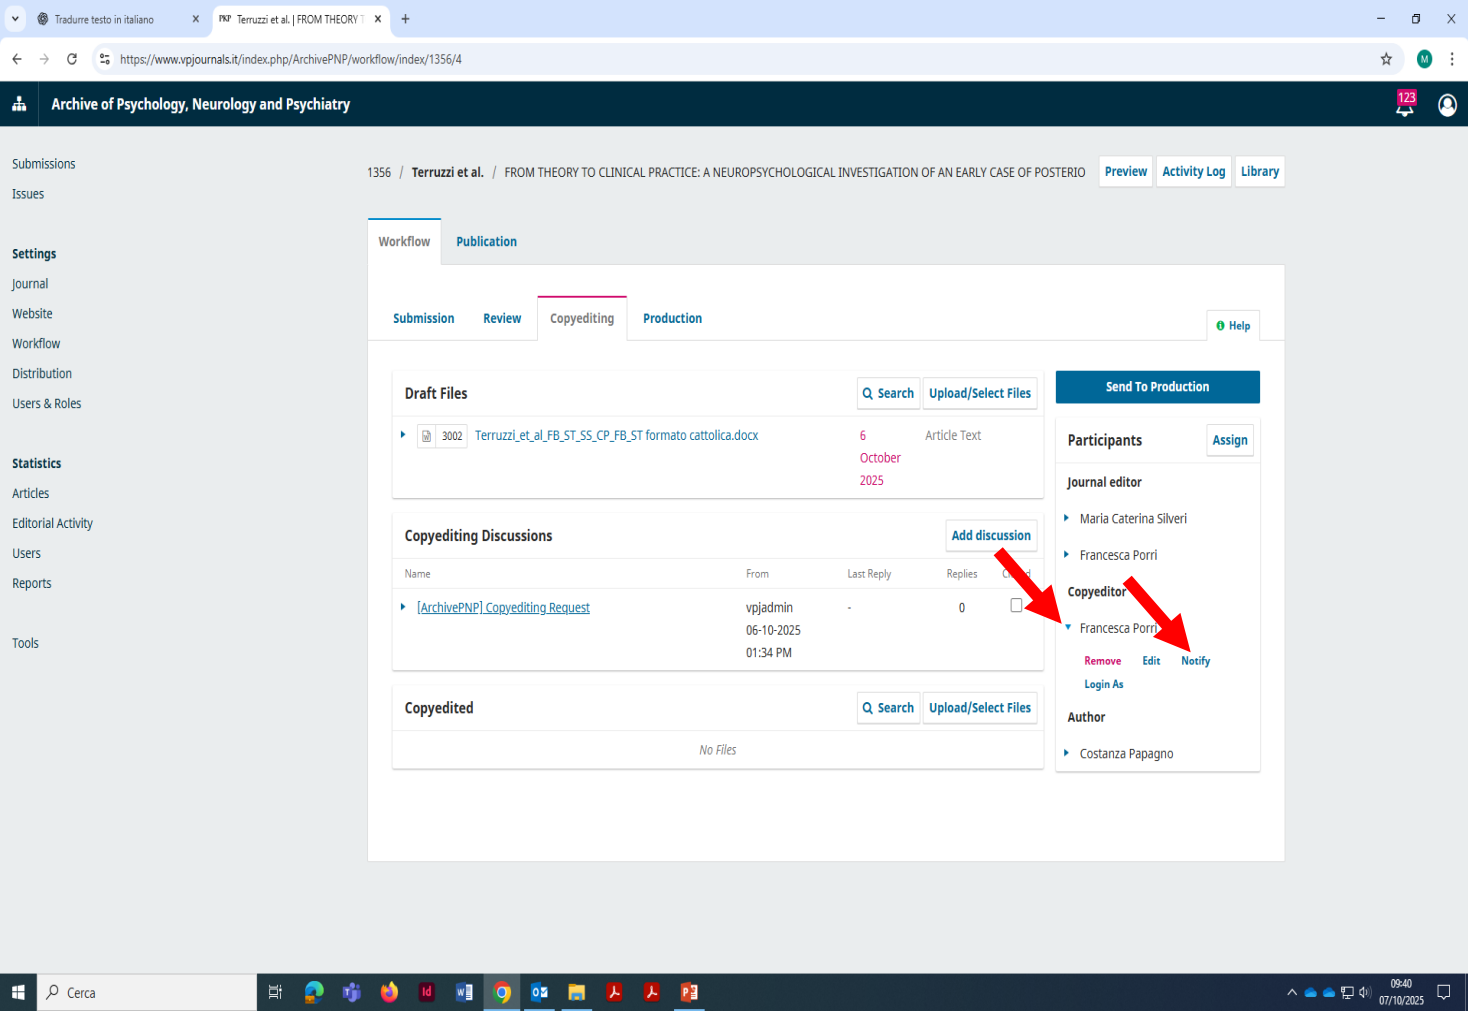 Tradurre testo in italiano
PKP Terruzzi et al. | FROM THEORY T
https://www.vpjournals.it/index.php/ArchivePNP/workflow/index/1356/4
M
Archive of Psychology, Neurology and Psychiatry
123
Submissions
Issues
Settings
Journal
Website
Workflow
Distribution
Users & Roles
Statistics
Articles
Editorial Activity
Users
Reports
Tools
1356 / Terruzzi et al. / FROM THEORY TO CLINICAL PRACTICE: A NEUROPSYCHOLOGICAL INVESTIGATION OF AN EARLY CASE OF POSTERIO
Preview Activity Log Library
Workflow Publication
Submission Review Copyediting Production
Help
Draft Files
Search Upload/Select Files
3002 Terruzzi_et_al_FB_ST_SS_CP_FB_ST formato cattolica.docx
6
October
2025
Article Text
Copyediting Discussions
Add discussion
Name From Last Reply Replies
[ArchivePNP] Copyediting Request
vpjadmin
06-10-2025
01:34 PM
-
0
Copyedited
Search Upload/Select Files
No Files
Send To Production
Participants
Assign
Journal editor
Maria Caterina Silveri
Francesca Porri
Copyeditor
Francesca Porri
Remove Edit Notify
Login As
Author
Costanza Papagno
Cerca
09:40
07/10/2025